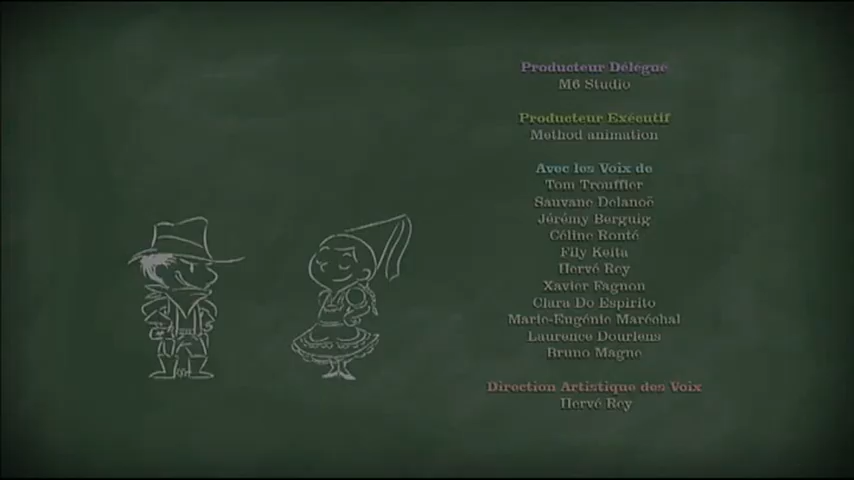 Producteur Délégué
M6 Studio
Producteur Exécutif
Method animation
Avec les Voix de
Tom Trouffier
Sauvane Delanoë
Jérémy Berguig
Céline Ronté
Fily Keita
Hervé Rey
Xavier Fagnon
Clara Do Espirito
Marie-Eugénie Maréchal
Laurence Dourlens
Bruno Magne
Direction Artistique des Voix
Hervé Rey